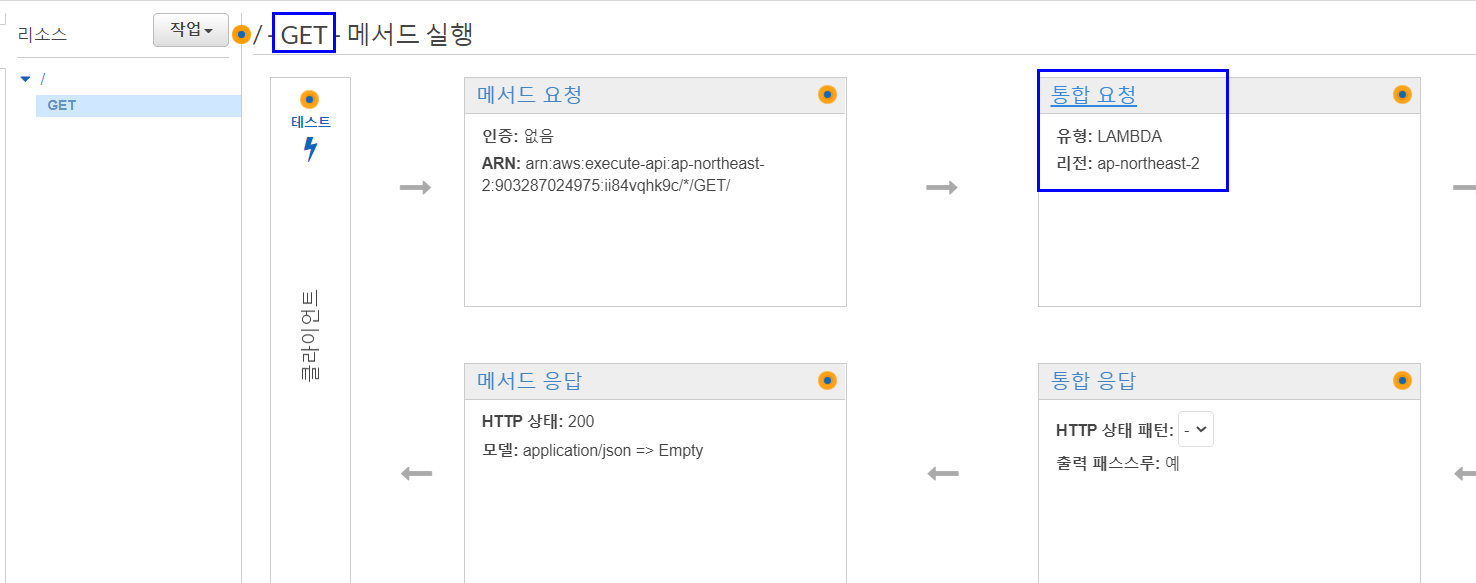 리소스
작업
/ - GET - 메서드 실행
/
GET
테스트
클라이언트
메서드 요청
인증: 없음
ARN: arn:aws:execute-api:ap-northeast-
2:903287024975:ii84vqhk9c/*/GET/
통합 요청
유형: LAMBDA
리전: ap-northeast-2
메서드 응답
HTTP 상태: 200
모델: application/json => Empty
통합 응답
HTTP 상태 패턴: -
출력 패스스루: 예